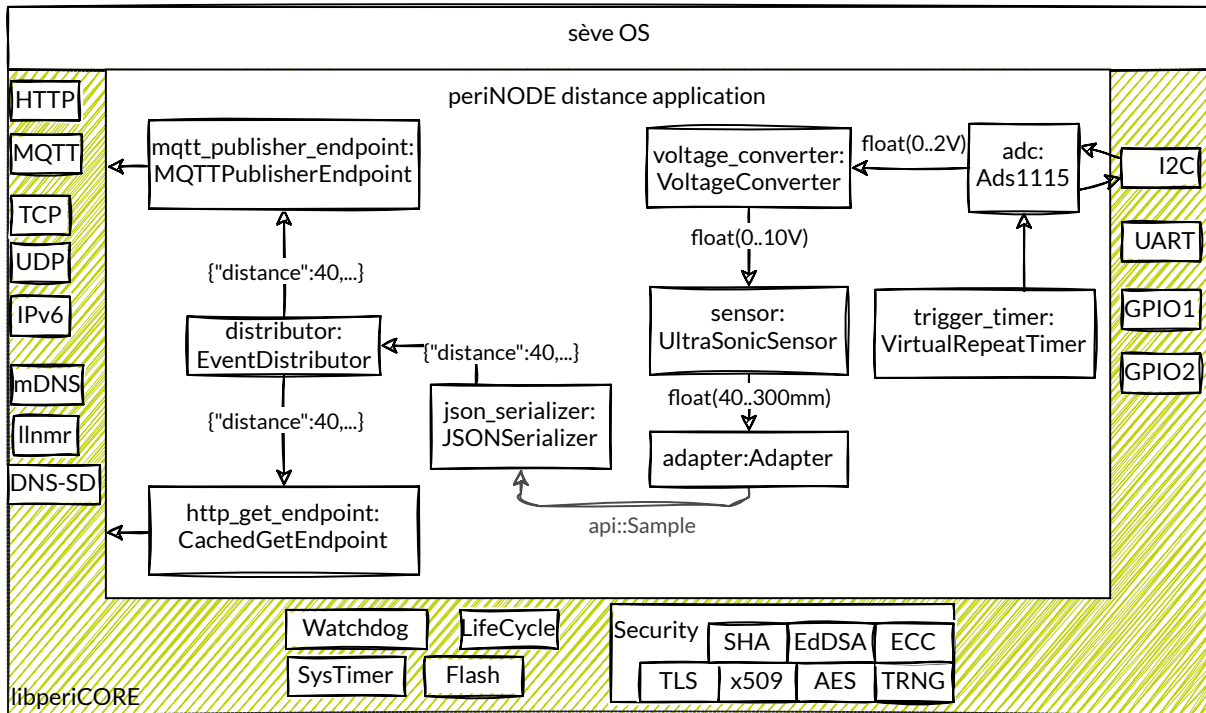 sève OS
periNODE distance application
HTTP
MQTT
TCP
UDP
IPv6
mDNS
llnmr
DNS-SD
mqtt_publisher_endpoint:
MQTTPublisherEndpoint
{"distance":40,...}
distributor:
EventDistributor
{"distance":40,...}
http_get_endpoint:
CachedGetEndpoint
{"distance":40,...}
json_serializer:
JSONSerializer
api::Sample
voltage_converter:
VoltageConverter
float(0..2V)
adc:
Ads1115
float(0..10V)
sensor:
UltraSonicSensor
trigger_timer:
VirtualRepeatTimer
float(40..300mm)
adapter:Adapter
I2C
UART
GPIO1
GPIO2
Watchdog
LifeCycle
SysTimer
Flash
Security
SHA
EdDSA
ECC
TLS
x509
AES
TRNG
libperiCORE